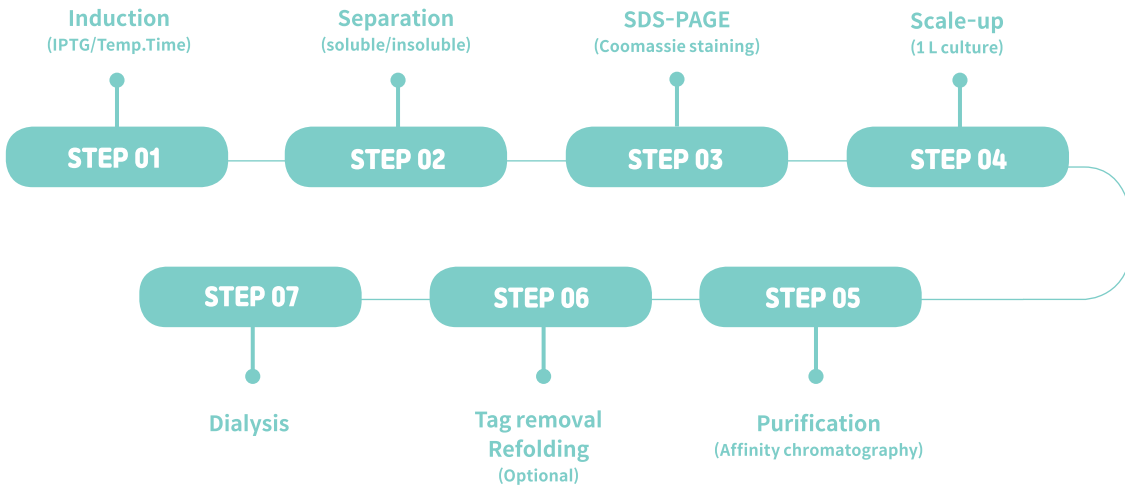 Induction
(IPTG/Temp.Time)
Separation
(soluble/insoluble)
SDS-PAGE
(Coomassie staining)
Scale-up
(1 L culture)
STEP 01
STEP 02
STEP 03
STEP 04
STEP 07
STEP 06
STEP 05
Dialysis
Tag removal
Refolding
(Optional)
Purification
(Affinity chromatography)